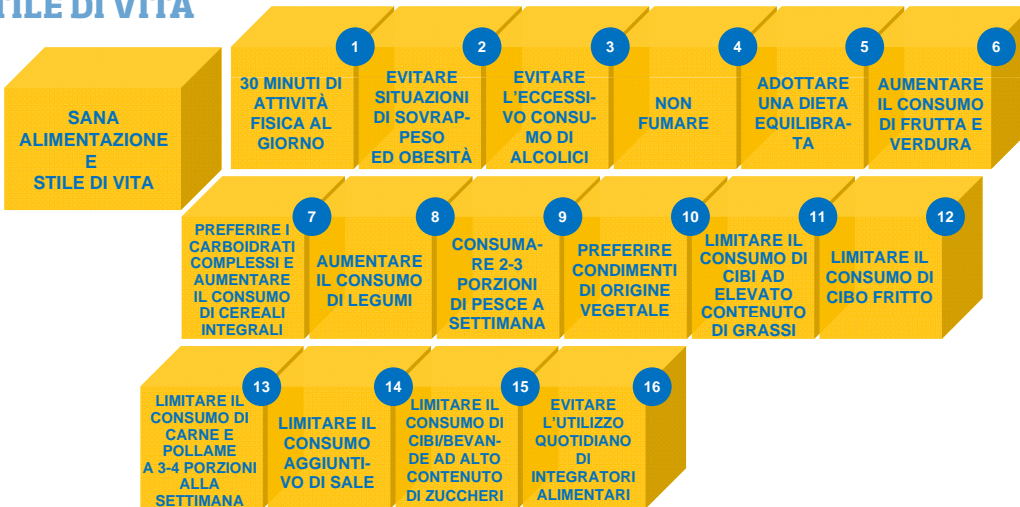 STILE DI VITA
SANA
ALIMENTAZIONE
E
STILE DI VITA
1
30 MINUTI DI
ATTIVITÀ
FISICA AL
GIORNO
2
EVITARE
SITUAZIONI
DI SOVRAP-
PESO
ED OBESITÀ
3
EVITARE
L'ECCESSI-
VO CONSU-
MO DI
ALCOLICI
4
NON
FUMARE
5
ADOTTARE
UNA DIETA
EQUILIBRA-
TA
6
AUMENTARE
IL CONSUMO
DI FRUTTA E
VERDURA
7
PREFERIRE I
CARBOIDRATI
COMPLESSI E
AUMENTARE
IL CONSUMO
DI CEREALI
INTEGRALI
8
AUMENTARE
IL CONSUMO
DI LEGUMI
9
CONSUMA-
RE 2-3
PORZIONI
DI PESCE A
SETTIMANA
10
PREFERIRE
CONDIMENTI
DI ORIGINE
VEGETALE
11
LIMITARE IL
CONSUMO DI
CIBI AD
ELEVATO
CONTENUTO
DI GRASSI
12
LIMITARE IL
CONSUMO DI
CIBO FRITTO
13
LIMITARE IL
CONSUMO DI
CARNE E
POLLAME
A 3-4 PORZIONI
ALLA
SETTIMANA
14
LIMITARE IL
CONSUMO
AGGIUNTI-
VO DI SALE
15
LIMITARE IL
CONSUMO DI
CIBI/BEVAN-
DE AD ALTO
CONTENUTO
DI ZUCCHERI
16
EVITARE
L'UTILIZZO
QUOTIDIANO
DI
INTEGRATORI
ALIMENTARI